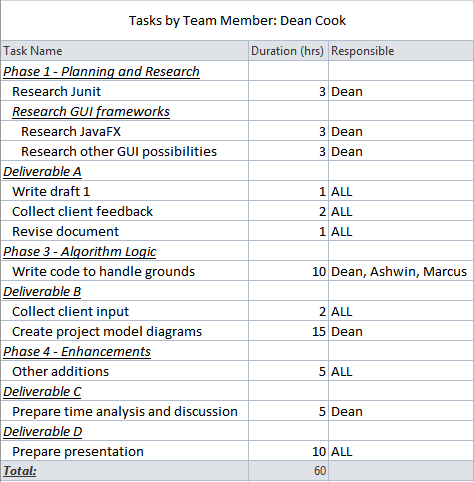 Tasks by Team Member: Dean Cook
Task Name Duration (hrs) Responsible
Phase 1 - Planning and Research
Research Junit 3 Dean
Research GUI frameworks
Research JavaFX 3 Dean
Research other GUI possibilities 3 Dean
Deliverable A
Write draft 1 1 ALL
Collect client feedback 2 ALL
Revise document 1 ALL
Phase 3 - Algorithm Logic
Write code to handle grounds 10 Dean, Ashwin, Marcus
Deliverable B
Collect client input 2 ALL
Create project model diagrams 15 Dean
Phase 4 - Enhancements
Other additions 5 ALL
Deliverable C
Prepare time analysis and discussion 5 Dean
Deliverable D
Prepare presentation 10 ALL
Total: 60